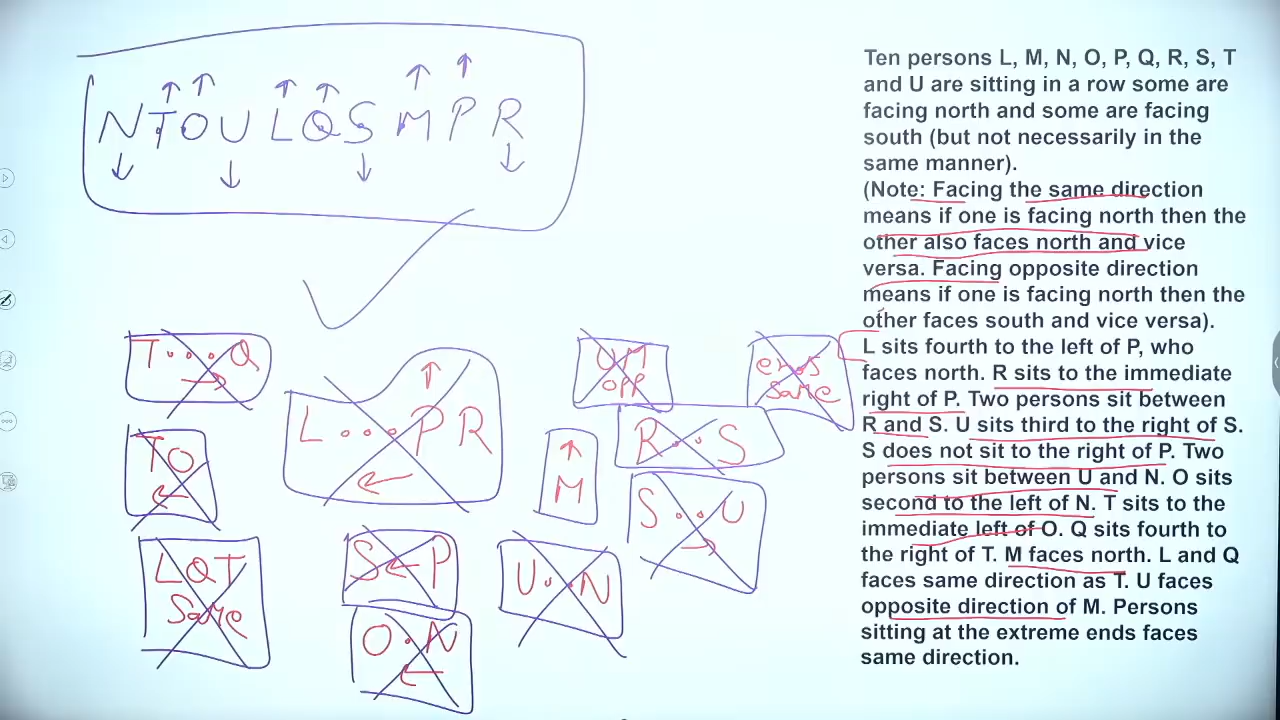 N T O U L Q S M P R
T . . . . Q
L . . . P R
U M
OPP
ends
same
R . . S
T O
M
S . . U
L Q T
same
S P
U . . N
O . N
Ten persons L, M, N, O, P, Q, R, S, T
and U are sitting in a row some are
facing north and some are facing
south (but not necessarily in the
same manner).
(Note: Facing the same direction
means if one is facing north then the
other also faces north and vice
versa. Facing opposite direction
means if one is facing north then the
other faces south and vice versa).
L sits fourth to the left of P, who
faces north. R sits to the immediate
right of P. Two persons sit between
R and S. U sits third to the right of S.
S does not sit to the right of P. Two
persons sit between U and N. O sits
second to the left of N. T sits to the
immediate left of O. Q sits fourth to
the right of T. M faces north. L and Q
faces same direction as T. U faces
opposite direction of M. Persons
sitting at the extreme ends faces
same direction.